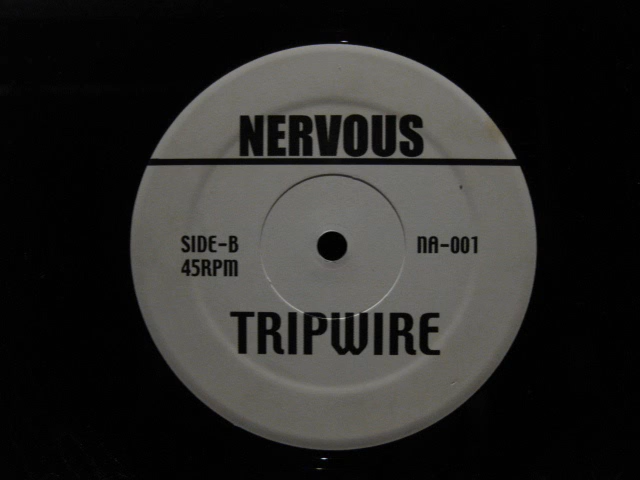 NERVOUS
SIDE-B
45RPM
NA-001
TRIPWIRE